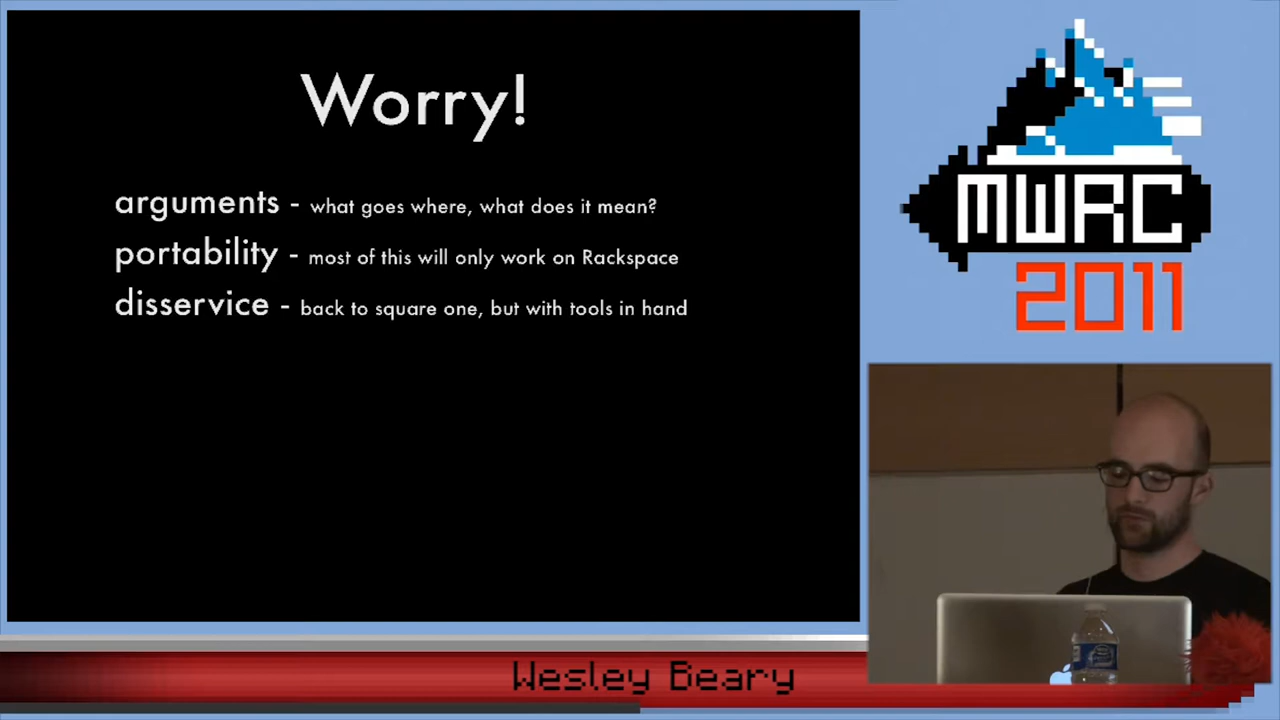 Worry!
arguments - what goes where, what does it mean?
portability - most of this will only work on Rackspace
disservice - back to square one, but with tools in hand
MWRC
2011
Wesley Beary